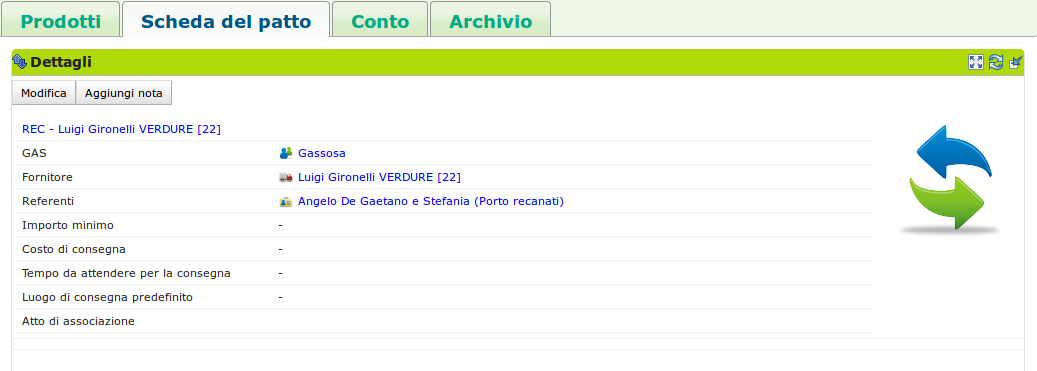 Prodotti Scheda del patto Conto Archivio
Dettagli
Modifica Aggiungi nota
REC - Luigi Gironelli VERDURE [22]
GAS Gassosa
Fornitore Luigi Gironelli VERDURE [22]
Referenti Angelo De Gaetano e Stefania (Porto recanati)
Importo minimo -
Costo di consegna -
Tempo da attendere per la consegna -
Luogo di consegna predefinito -
Atto di associazione